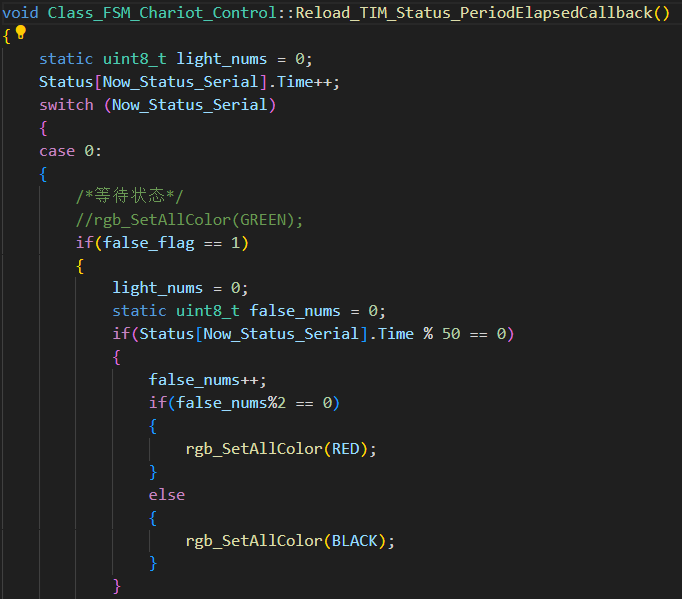 void Class_FSM_Chariot_Control::Reload_TIM_Status_PeriodElapsedCallback()
{
static uint8_t light_nums = 0;
Status[Now_Status_Serial].Time++;
switch (Now_Status_Serial)
{
case 0:
{
/*等待状态*/
//rgb_SetAllColor(GREEN);
if(false_flag == 1)
{
light_nums = 0;
static uint8_t false_nums = 0;
if(Status[Now_Status_Serial].Time % 50 == 0)
{
false_nums++;
if(false_nums%2 == 0)
{
rgb_SetAllColor(RED);
}
else
{
rgb_SetAllColor(BLACK);
}
}